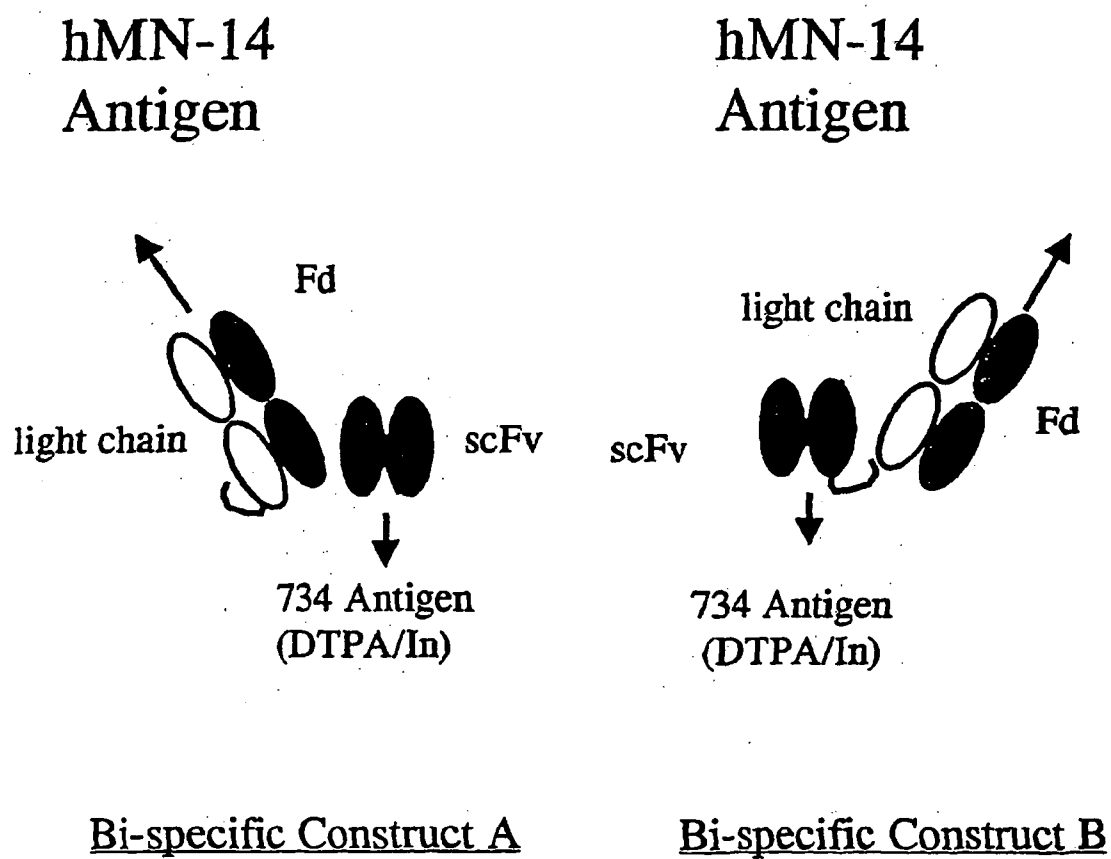 hMN-14
Antigen
hMN-14
Antigen
Fd
light chain
scFv
734 Antigen
(DTPA/In)
light chain
Fd
scFv
734 Antigen
(DTPA/In)
Bi-specific Construct A
Bi-specific Construct B